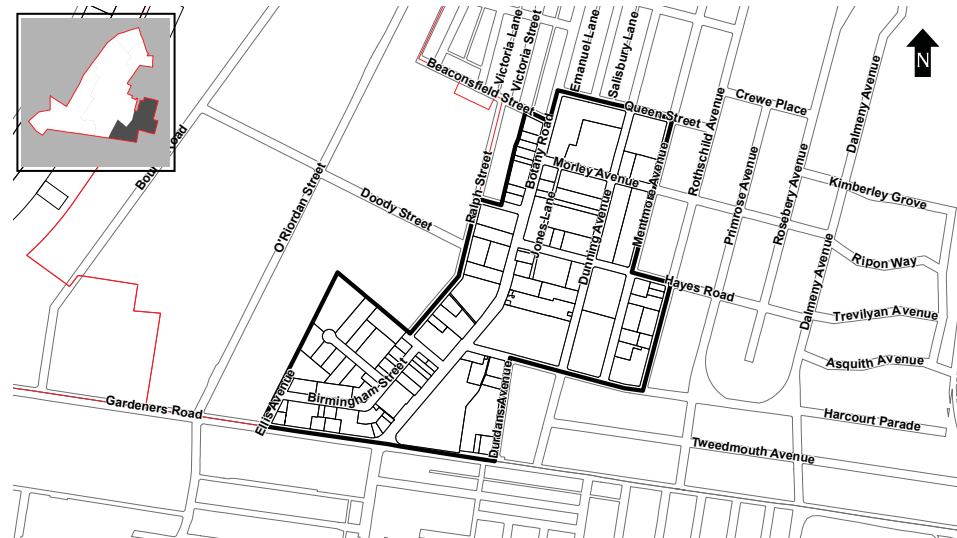 Victoria Lane
Victoria Street
Emanuel Lane
Salisbury Lane
Beaconsfield Street
Queen Street
Crewe Place
Dalmeny Avenue
N
Botany Road
Morley Avenue
Mentmore Avenue
Rothschild Avenue
Primrose Avenue
Rosebery Avenue
Kimberley Grove
O'Riordan Street
Doody Street
Ralph Street
Jones Lane
Dunning Avenue
Hayes Road
Dalmeny Avenue
Ripon Way
Trevilyan Avenue
Asquith Avenue
Harcourt Parade
Tweedmouth Avenue
Gardeners Road
Ellis Avenue
Birmingham Street
Durdans Avenue